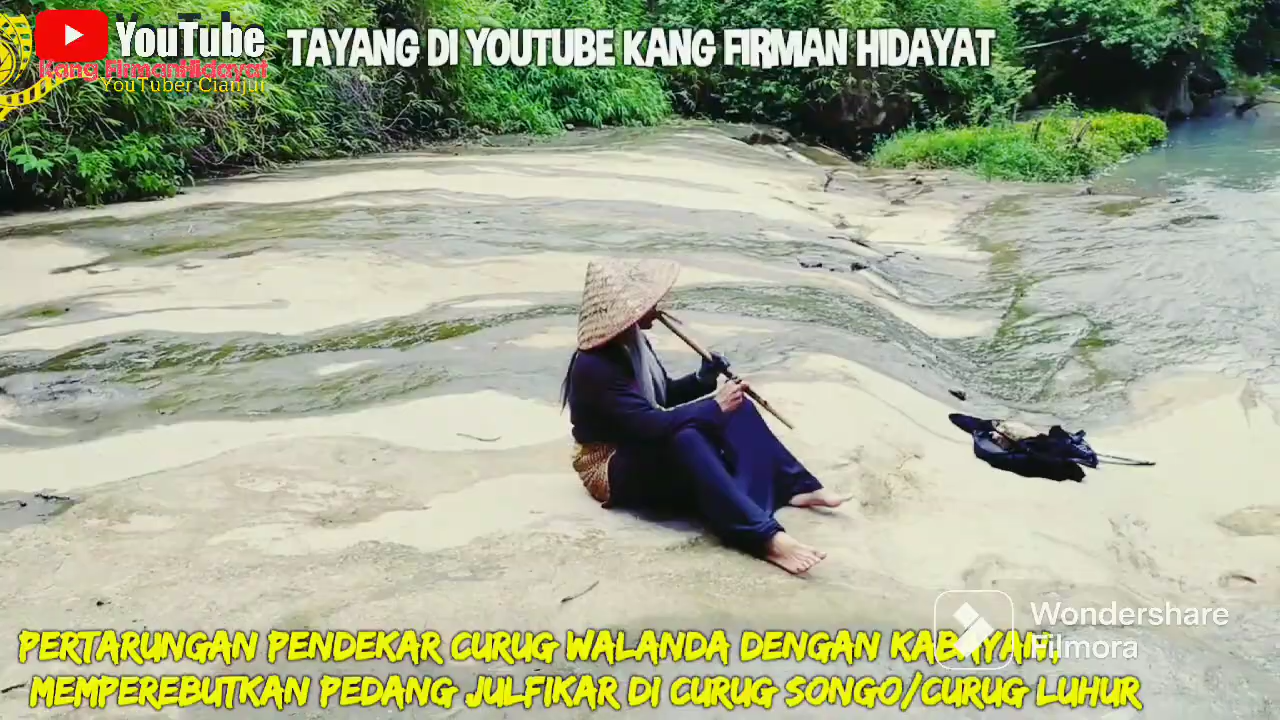 YouTube
TAYANG DI YOUTUBE KANG FIRMAN HIDAYAT
Kang FirmanHidayat
YouTuber Cianjur
Wondershare
Filmora
PERTARUNGAN PENDEKAR CURUG WALANDA DENGAN KABAYAN,
MEMPEREBUTKAN PEDANG JULFIKAR DI CURUG SONGO/CURUG LUHUR